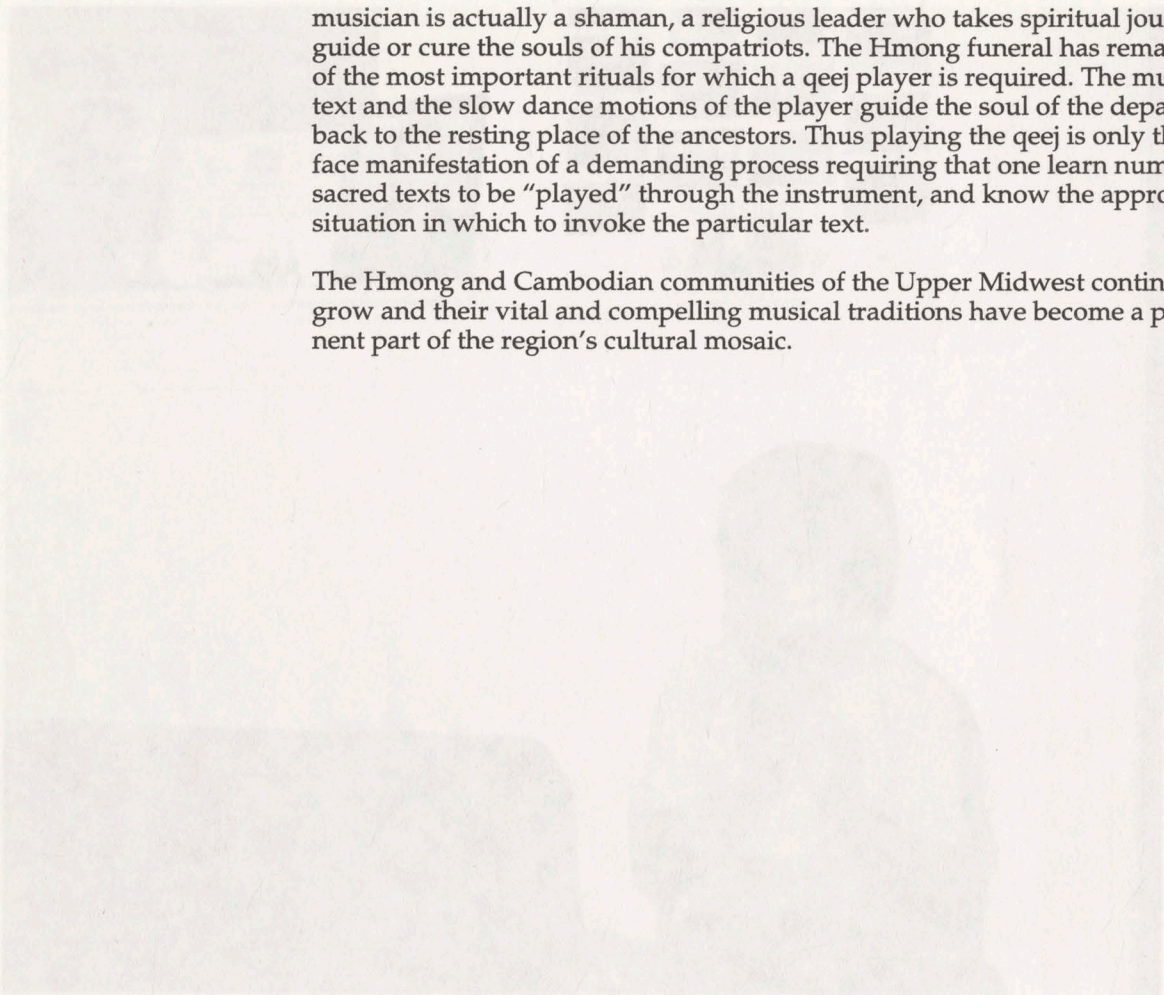 musician is actually a shaman, a religious leader who takes spiritual jou
guide or cure the souls of his compatriots. The Hmong funeral has rema
of the most important rituals for which a qeej player is required. The mu
text and the slow dance motions of the player guide the soul of the depa
back to the resting place of the ancestors. Thus playing the qeej is only t
face manifestation of a demanding process requiring that one learn num
sacred texts to be “played” through the instrument, and know the appro
situation in which to invoke the particular text.
The Hmong and Cambodian communities of the Upper Midwest contin
grow and their vital and compelling musical traditions have become a p
nent part of the region’s cultural mosaic.